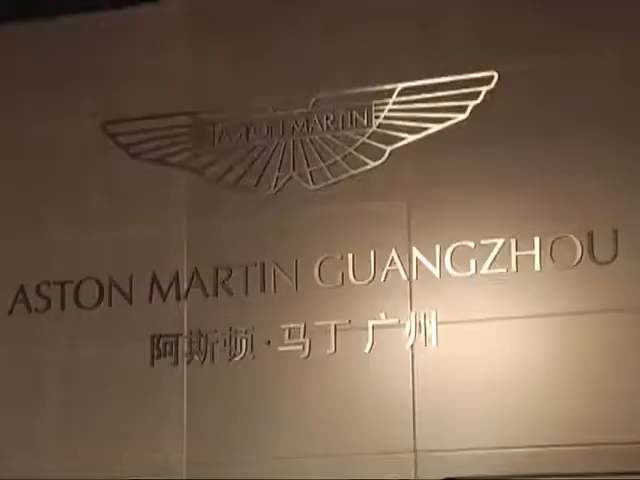 ASTON MARTIN
ASTON MARTIN GUANGZHOU
阿斯顿·马丁 广州